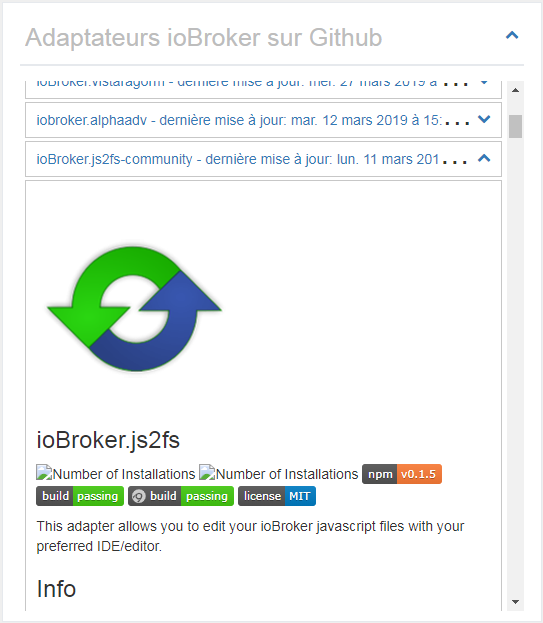 Adaptateurs ioBroker sur Github
ioBroker.vistaragorm - dernière mise à jour: mer. 27 mars 2019 à ...
iobroker.alphaadv - dernière mise à jour: mar. 12 mars 2019 à 15:...
ioBroker.js2fs-community - dernière mise à jour: lun. 11 mars 201...
ioBroker.js2fs
Number of Installations Number of Installations npm v0.1.5
build passing build passing license MIT
This adapter allows you to edit your ioBroker javascript files with your
preferred IDE/editor.
Info